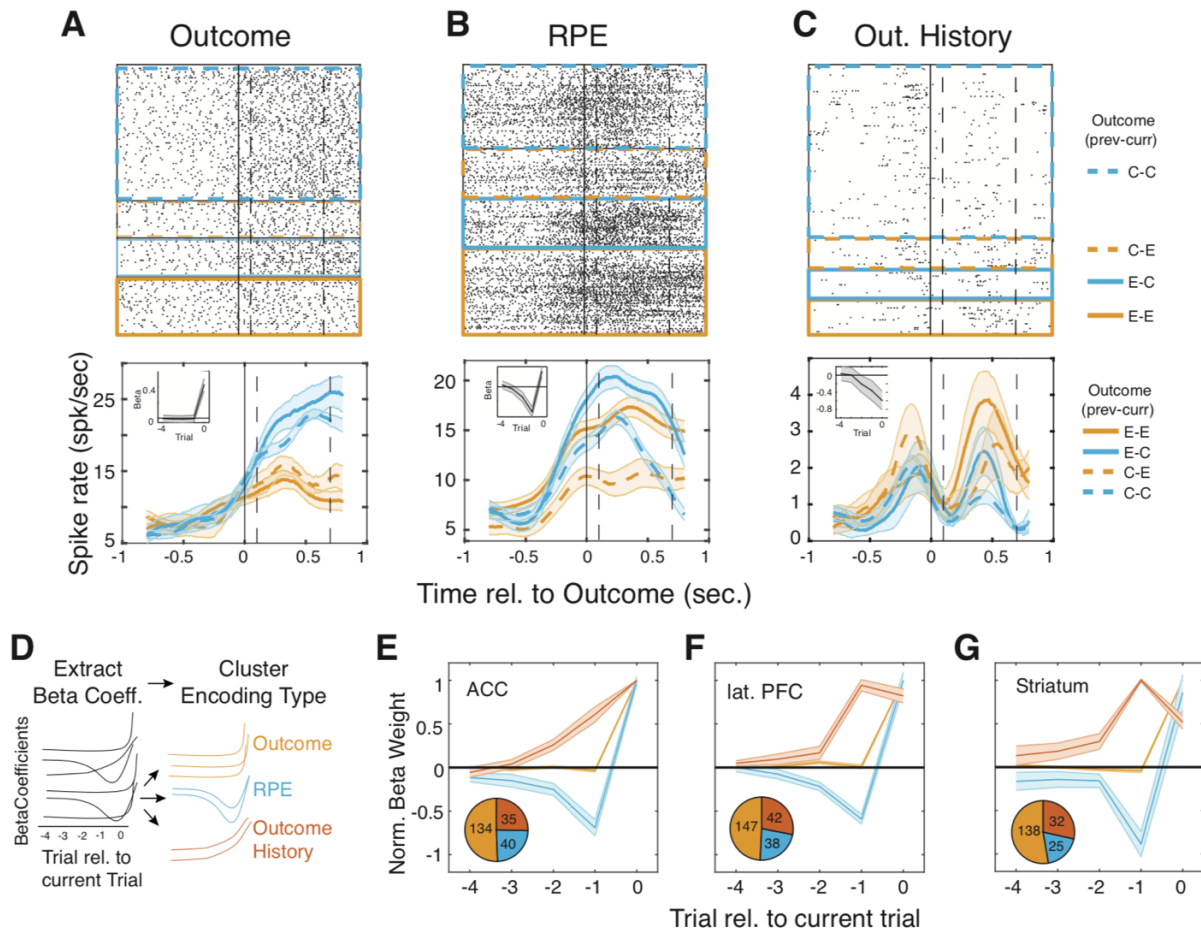 A
Outcome
B
RPE
C
Out. History
Outcome
(prev-curr)
C-C
C-E
E-C
E-E
Spike rate (spk/sec)
25
15
5
-1
-0.5
0
0.5
1
Beta
0.4
0
-4
0
Trial
20
15
10
5
-1
-0.5
0
0.5
1
Beta
-4
0
Trial
4
3
2
1
0
-1
-0.5
0
0.5
1
Beta
0
-0.4
-0.8
-4
0
Trial
Outcome
(prev-curr)
E-E
E-C
C-E
C-C
Time rel. to Outcome (sec.)
D
Extract
Beta Coeff.
Cluster
Encoding Type
BetaCoefficients
-4 -3 -2 -1 0
Trial rel. to
current Trial
Outcome
RPE
Outcome
History
E
ACC
Norm. Beta Weight
1
0.5
0
-0.5
-1
134
35
40
-4 -3 -2 -1 0
F
lat. PFC
147
42
38
-4 -3 -2 -1 0
G
Striatum
138
32
25
-4 -3 -2 -1 0
Trial rel. to current trial